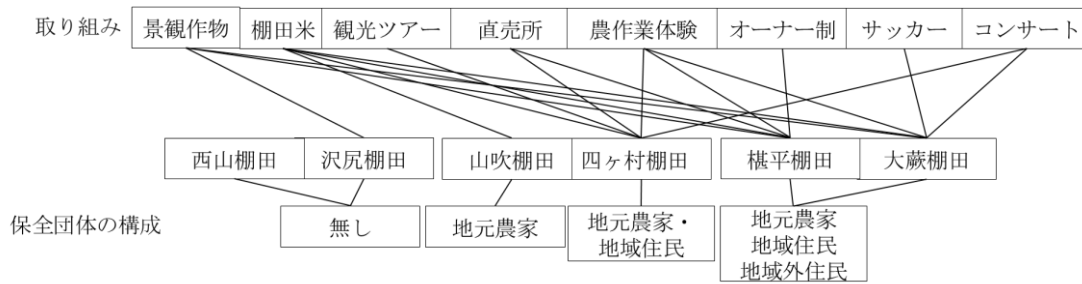 取り組み 景観作物 棚田米 観光ツアー 直売所 農作業体験 オーナー制 サッカー コンサート
西山棚田 沢尻棚田 山吹棚田 四ヶ村棚田 椹平棚田 大蕨棚田
保全団体の構成
無し
地元農家
地元農家・
地域住民
地元農家
地域住民
地域外住民